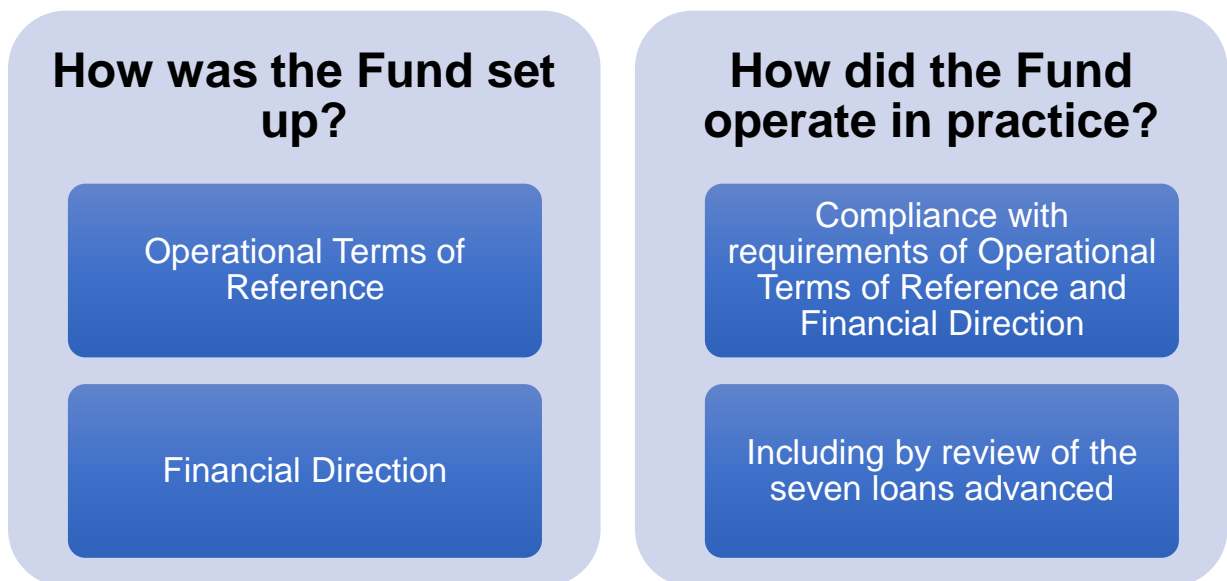 How was the Fund set
up?
Operational Terms of
Reference
Financial Direction
How did the Fund
operate in practice?
Compliance with
requirements of Operational
Terms of Reference and
Financial Direction
Including by review of the
seven loans advanced